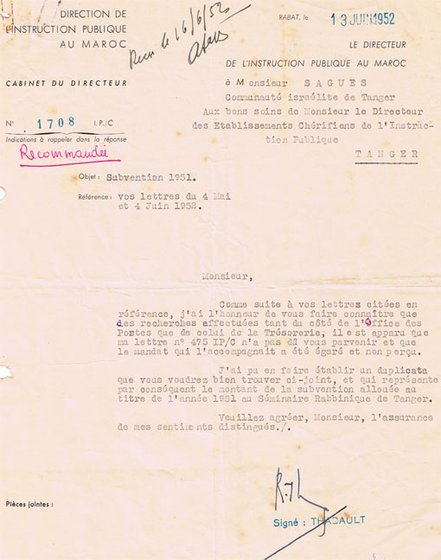 DIRECTION DE
L'INSTRUCTION PUBLIQUE
AU MAROC
CABINET DU DIRECTEUR
N° 1708 I.P/C
Indications à rappeler dans la réponse
Recommandée
Reçu le 16/6/52
RABAT, le 13 JUIN 1952
LE DIRECTEUR
DE L'INSTRUCTION PUBLIQUE AU MAROC
à Monsieur SAGUES
Communauté israélite de Tanger
Aux bons soins de Monsieur le Directeur
des Etablissements Chérifiens de l'Instruc-
tion Publique
TANGER
Objet : Subvention 1951.
Référence : vos lettres du 4 Mai
et 4 Juin 1952.
Monsieur,
Comme suite à vos lettres citées en
référence, j'ai l'honneur de vous faire connaître que
des recherches effectuées tant du côté de l'Office des
Postes que de celui de la Trésorerie, il est apparu que
ma lettre n° 475 IP/C n'a pas dû vous parvenir et que
le mandat qui l'accompagnait a été égaré et non perçu.
J'ai pu en faire établir un duplicata
que vous voudrez bien trouver ci-joint, et qui représente
par conséquent le montant de la subvention allouée au
titre de l'année 1951 au Séminaire Rabbinique de Tanger.
Veuillez agréer, Monsieur, l'assurance
de mes sentiments distingués./.
Pièces jointes :
Signé : THABAULT